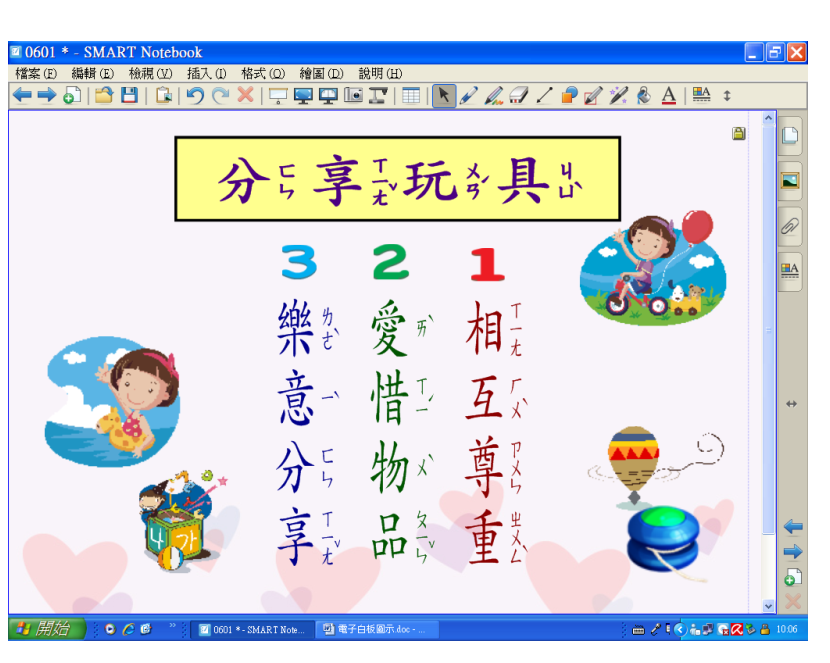 0601 * - SMART Notebook
檔案(F) 編輯(E) 檢視(V) 插入(I) 格式(O) 繪圖(D) 說明(H)
分ㄈㄣ享ㄒㄧㄤˇ玩ㄨㄢˊ具ㄐㄩˋ
1
相ㄒㄧㄤ互ㄏㄨˋ尊ㄗㄨㄣ重ㄓㄨㄥˋ
2
愛ㄞˋ惜ㄒㄧˊ物ㄨˋ品ㄆㄧㄣˇ
3
樂ㄌㄜˋ意ㄧˋ分ㄈㄣ享ㄒㄧㄤˇ
나 가
開始
0601 *- SMART Note...
電子白板圖示.doc - ...
10:06